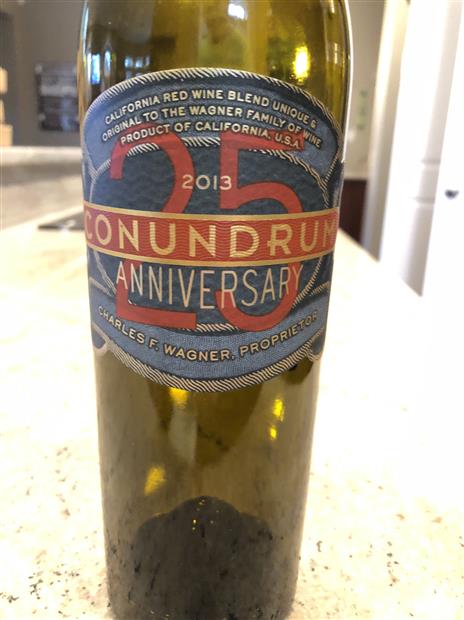 CALIFORNIA RED WINE BLEND UNIQUE &
ORIGINAL TO THE WAGNER FAMILY OF WINE
PRODUCT OF CALIFORNIA, U.S.A.
25
2013
CONUNDRUM
ANNIVERSARY
CHARLES F. WAGNER, PROPRIETOR